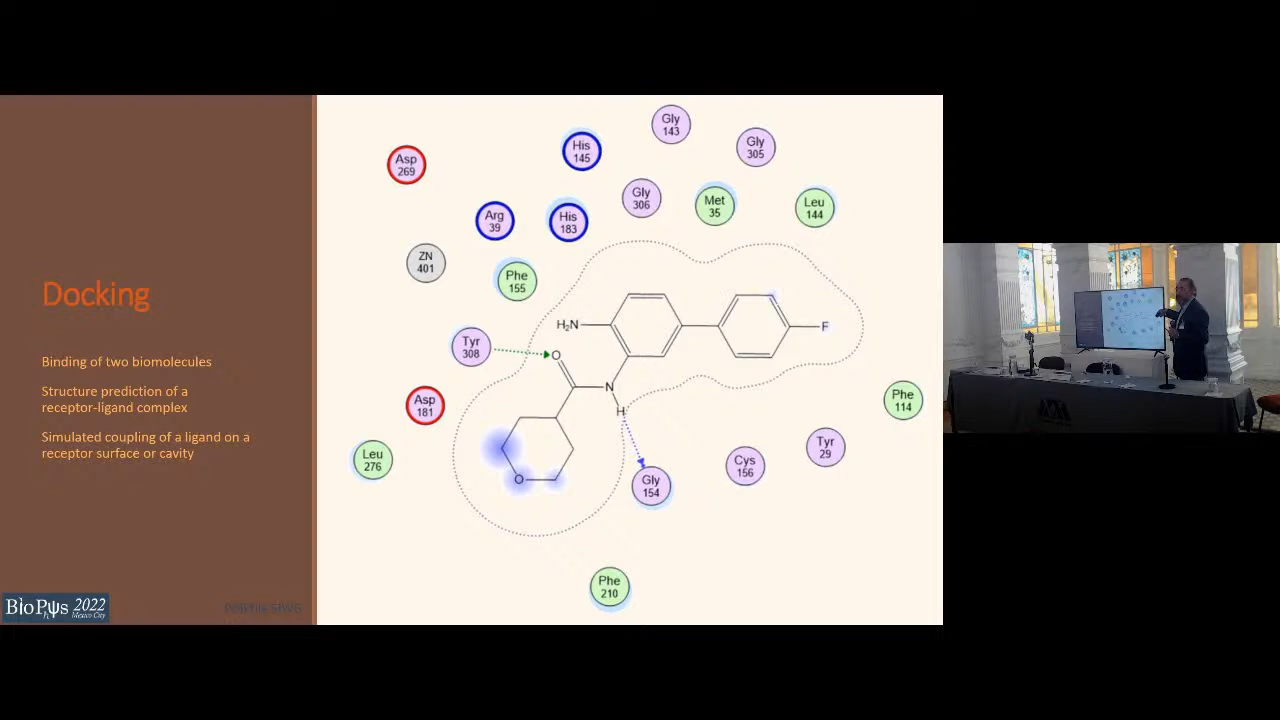 Docking
Binding of two biomolecules
Structure prediction of a
receptor-ligand complex
Simulated coupling of a ligand on a
receptor surface or cavity
BioPψs 2022
Mexico City
Gly
143
His
145
Gly
305
Asp
269
Gly
306
Met
35
Leu
144
Arg
39
His
183
ZN
401
Phe
155
H₂N
F
Tyr
308
O
N
H
Asp
181
Phe
114
Leu
276
Tyr
29
Cys
156
O
Gly
154
Phe
210